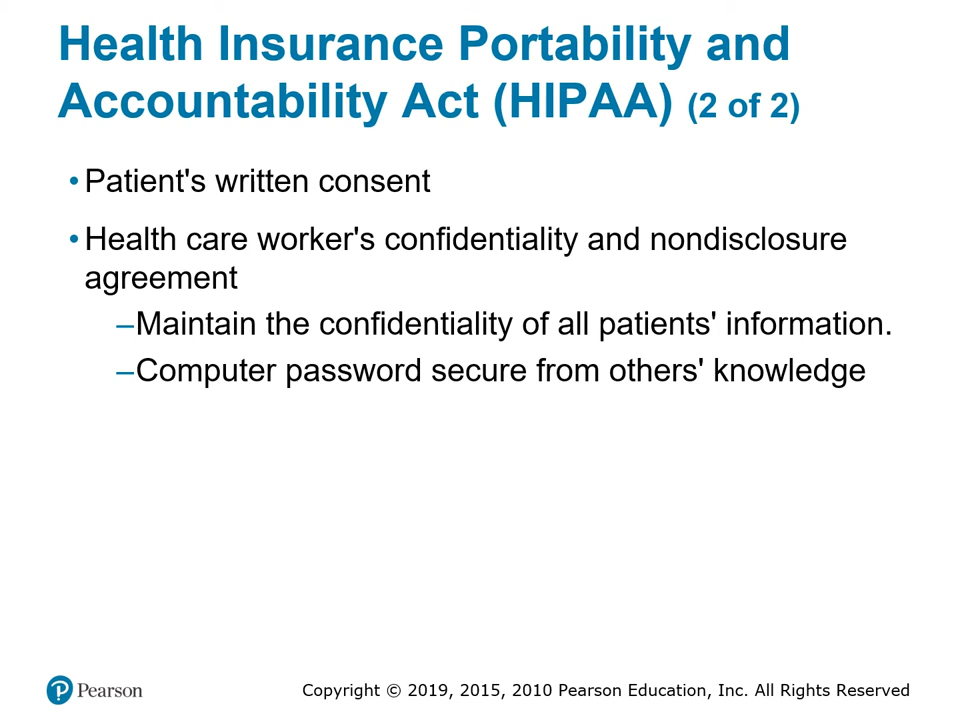 Health Insurance Portability and
Accountability Act (HIPAA) (2 of 2)
• Patient's written consent
• Health care worker's confidentiality and nondisclosure
agreement
–Maintain the confidentiality of all patients' information.
–Computer password secure from others' knowledge
Pearson
Copyright © 2019, 2015, 2010 Pearson Education, Inc. All Rights Reserved